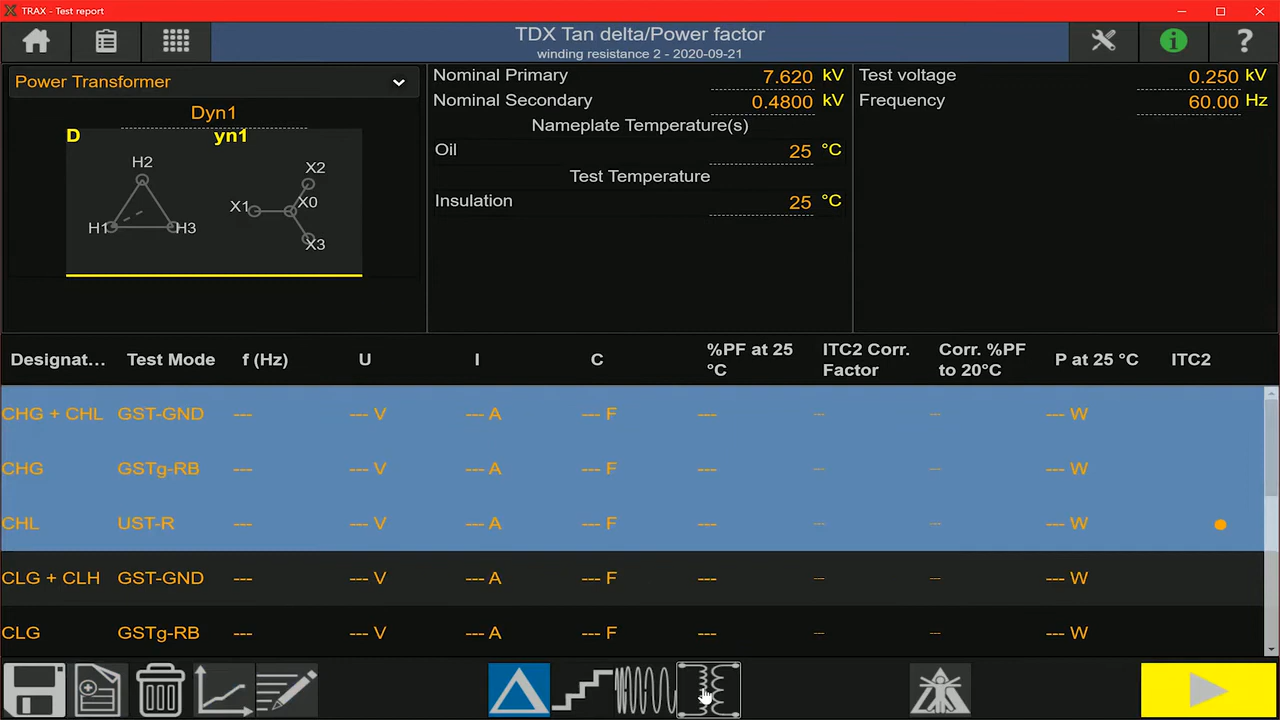 TRAX - Test report
TDX Tan delta/Power factor
winding resistance 2 - 2020-09-21
?
Power Transformer
Dyn1
D yn1
H2
H1 H3
X2
X1 X0
X3
Nominal Primary 7.620 kV
Nominal Secondary 0.4800 kV
Nameplate Temperature(s)
Oil 25 °C
Test Temperature
Insulation 25 °C
Test voltage 0.250 kV
Frequency 60.00 Hz
Designat... Test Mode f (Hz) U I C %PF at 25 °C ITC2 Corr. Factor Corr. %PF to 20°C P at 25 °C ITC2
CHG + CHL GST-GND --- --- V --- A --- F --- --- --- --- W
CHG GSTg-RB --- --- V --- A --- F --- --- --- --- W
CHL UST-R --- --- V --- A --- F --- --- --- --- W
CLG + CLH GST-GND --- --- V --- A --- F --- --- --- --- W
CLG GSTg-RB --- --- V --- A --- F --- --- --- --- W